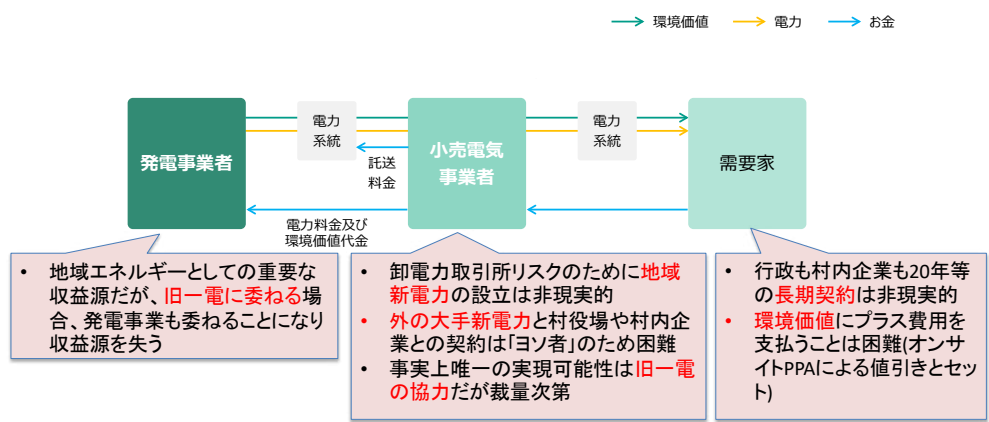 環境価値
電力
お金
発電事業者
電力
系統
託送
料金
小売電気
事業者
電力
系統
需要家
電力料金及び
環境価値代金
• 地域エネルギーとしての重要な
収益源だが、旧一電に委ねる場
合、発電事業も委ねることになり
収益源を失う
• 卸電力取引所リスクのために地域
新電力の設立は非現実的
• 外の大手新電力と村役場や村内企
業との契約は「ヨソ者」のため困難
• 事実上唯一の実現可能性は旧一電
の協力だが裁量次第
• 行政も村内企業も20年等
の長期契約は非現実的
• 環境価値にプラス費用を
支払うことは困難(オンサ
イトPPAによる値引きとセッ
ト)